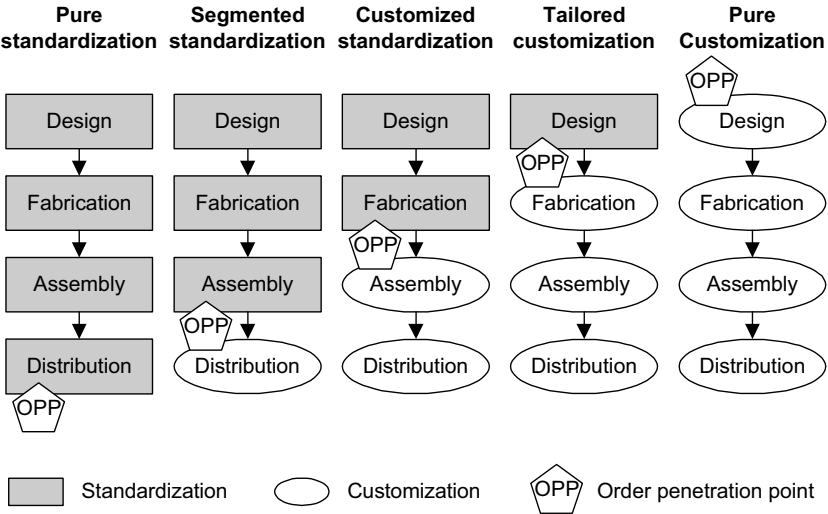 Pure
standardization
Segmented
standardization
Customized
standardization
Tailored
customization
Pure
Customization
OPP
Design
Design
Design
Design
Design
OPP
Fabrication
Fabrication
Fabrication
Fabrication
Fabrication
OPP
Assembly
Assembly
Assembly
Assembly
Assembly
OPP
Distribution
Distribution
Distribution
Distribution
Distribution
OPP
Standardization
Customization
OPP
Order penetration point